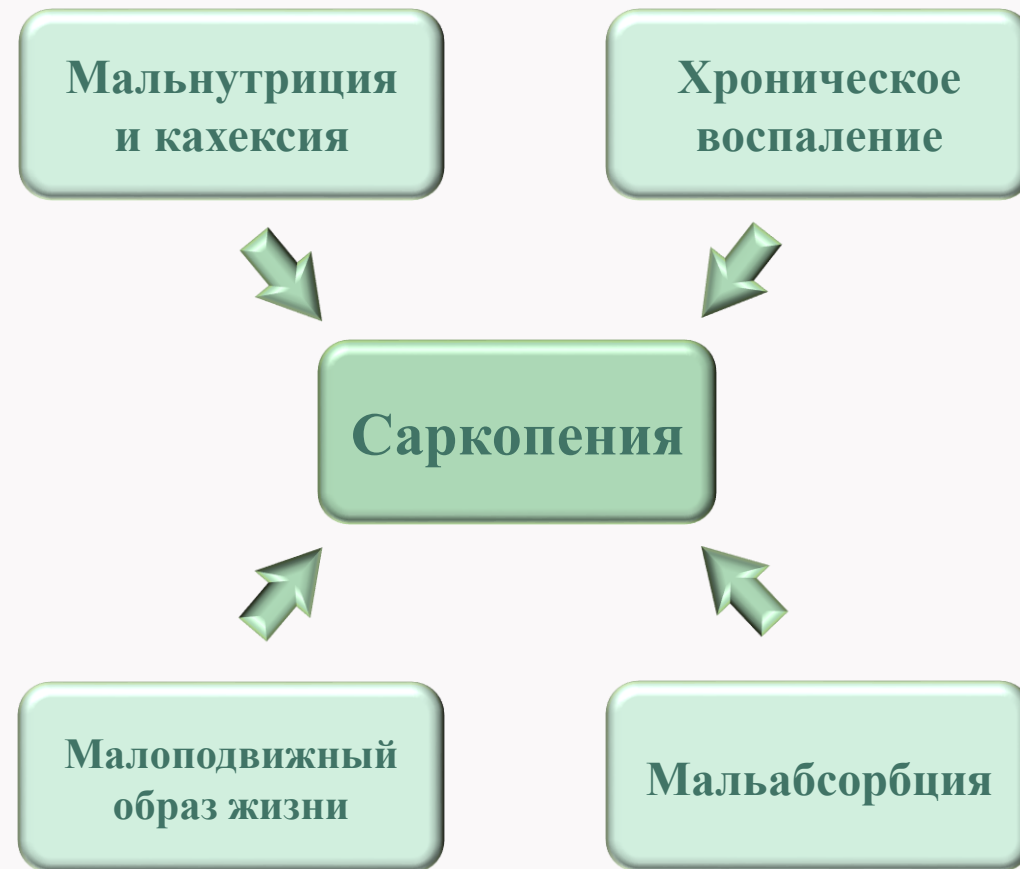 Мальнутриция
и кахексия
Хроническое
воспаление
Саркопения
Малоподвижный
образ жизни
Мальабсорбция